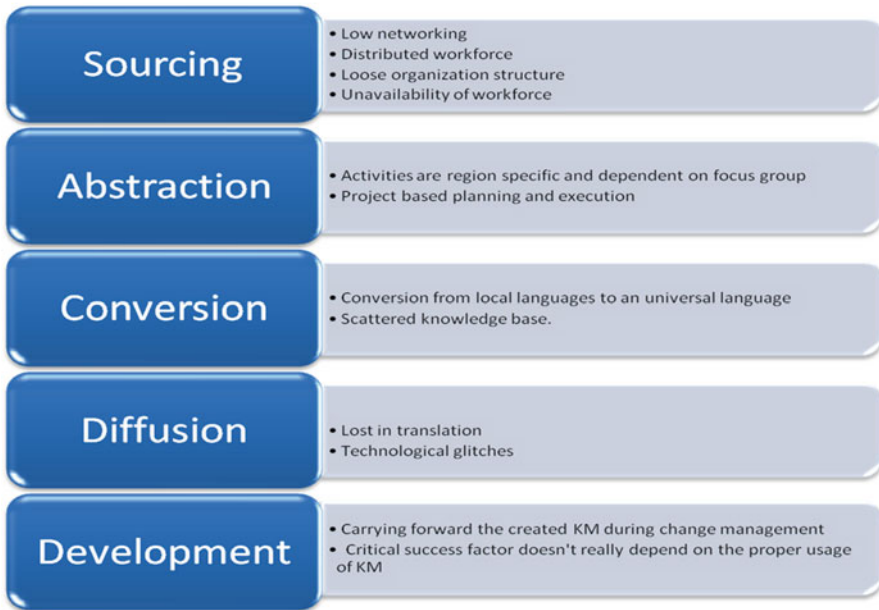 Sourcing
• Low networking
• Distributed workforce
• Loose organization structure
• Unavailability of workforce
Abstraction
• Activities are region specific and dependent on focus group
• Project based planning and execution
Conversion
• Conversion from local languages to an universal language
• Scattered knowledge base.
Diffusion
• Lost in translation
• Technological glitches
Development
• Carrying forward the created KM during change management
• Critical success factor doesn't really depend on the proper usage
of KM